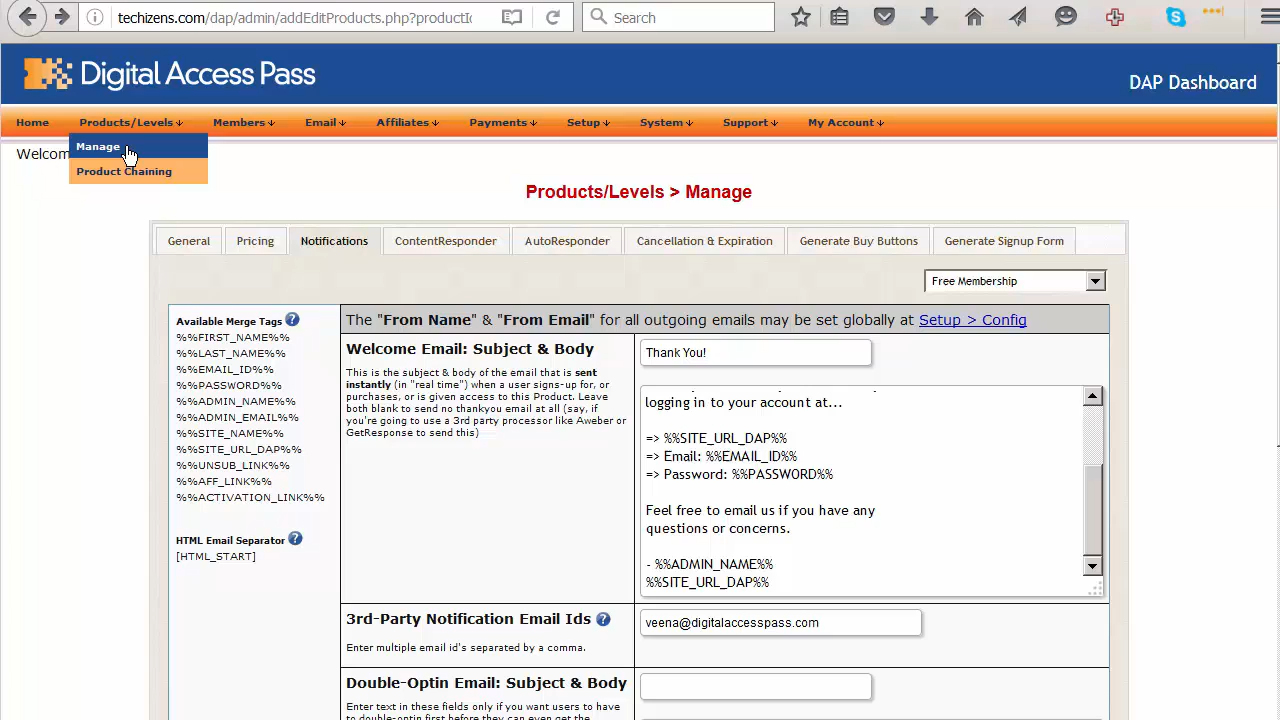 techizens.com/dap/admin/addEditProducts.php?productI
Search
Digital Access Pass
DAP Dashboard
Home Products/Levels Members Email Affiliates Payments Setup System Support My Account
Manage
Welcom
Product Chaining
Products/Levels > Manage
General Pricing Notifications ContentResponder AutoResponder Cancellation & Expiration Generate Buy Buttons Generate Signup Form
Free Membership
Available Merge Tags
%%FIRST_NAME%%
%%LAST_NAME%%
%%EMAIL_ID%%
%%PASSWORD%%
%%ADMIN_NAME%%
%%ADMIN_EMAIL%%
%%SITE_NAME%%
%%SITE_URL_DAP%%
%%UNSUB_LINK%%
%%AFF_LINK%%
%%ACTIVATION_LINK%%
HTML Email Separator
[HTML_START]
The "From Name" & "From Email" for all outgoing emails may be set globally at Setup > Config
Welcome Email: Subject & Body
This is the subject & body of the email that is sent
instantly (in "real time") when a user signs-up for, or
purchases, or is given access to this Product. Leave
both blank to send no thankyou email at all (say, if
you're going to use a 3rd party processor like Aweber or
GetResponse to send this)
Thank You!
logging in to your account at...
=> %%SITE_URL_DAP%%
=> Email: %%EMAIL_ID%%
=> Password: %%PASSWORD%%
Feel free to email us if you have any
questions or concerns.
- %%ADMIN_NAME%%
%%SITE_URL_DAP%%
3rd-Party Notification Email Ids
Enter multiple email id's separated by a comma.
veena@digitalaccesspass.com
Double-Optin Email: Subject & Body
Enter text in these fields only if you want users to
to double-optin first before they can even get the